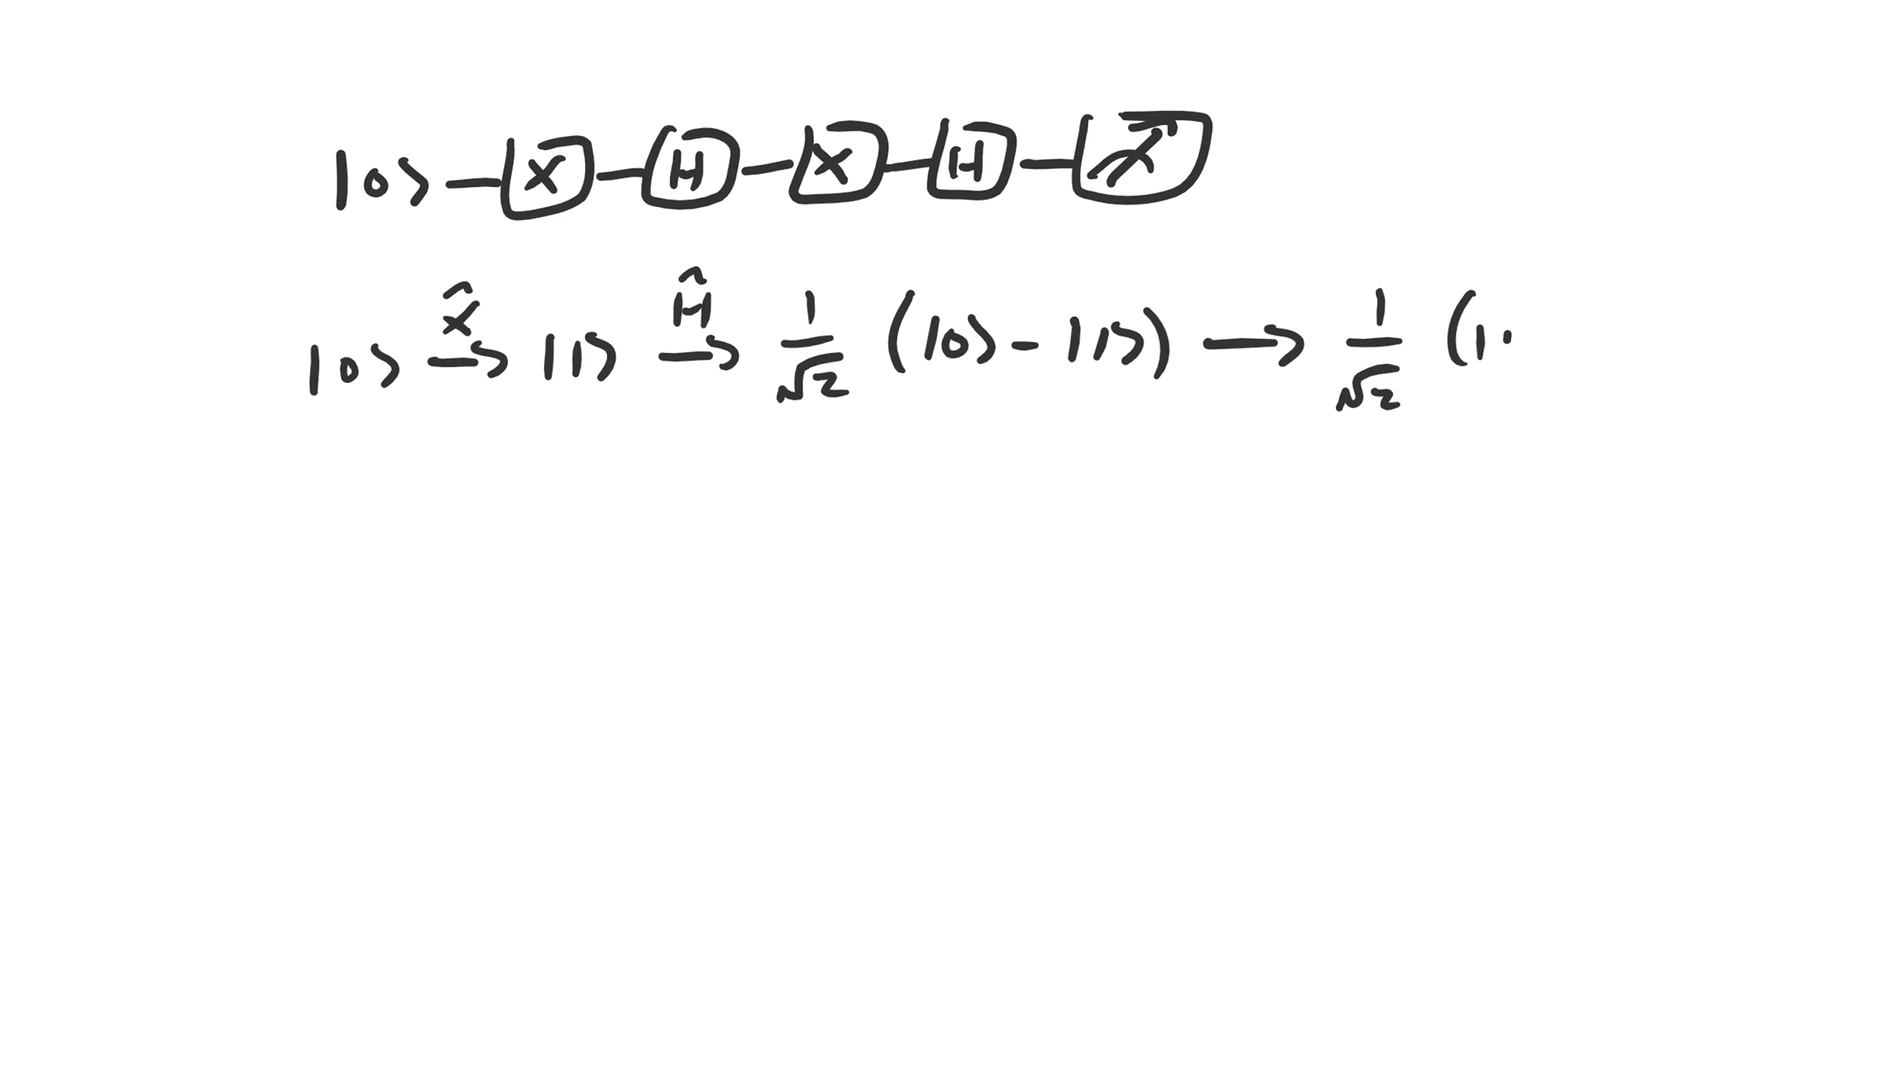 |0> — X — H — X — H —
|0> X̂→ |1> Ĥ→ 1/√2 (|0> - |1>) → 1/√2 (|